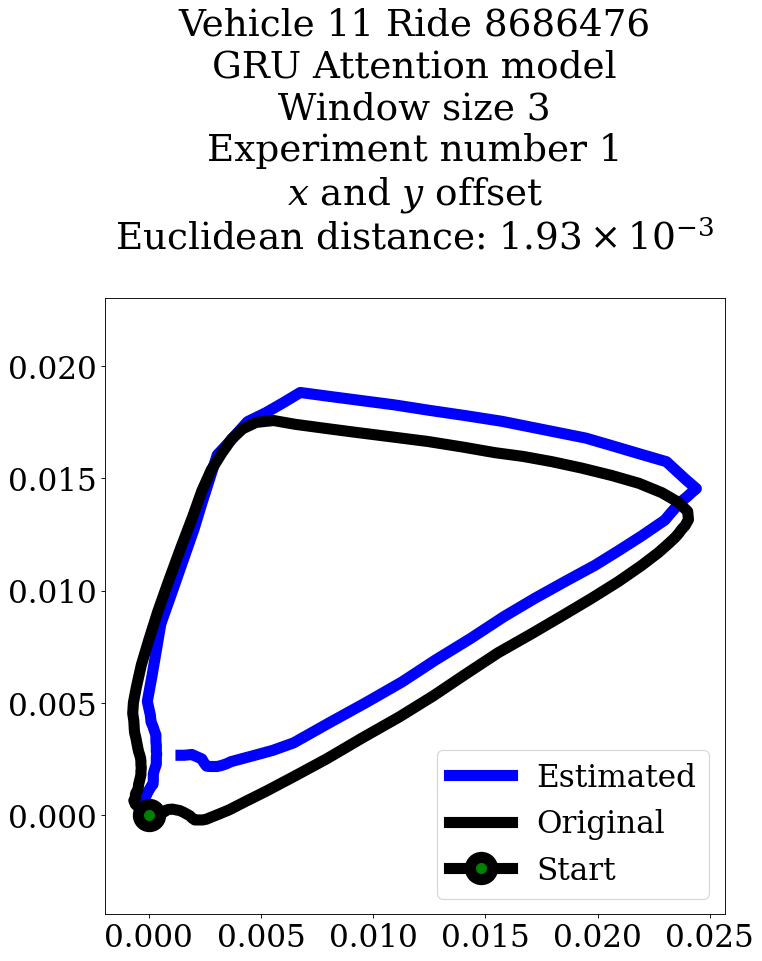 Vehicle 11 Ride 8686476
GRU Attention model
Window size 3
Experiment number 1
x and y offset
Euclidean distance: 1.93 × 10⁻³
0.020
0.015
0.010
0.005
0.000
Estimated
Original
Start
0.000 0.005 0.010 0.015 0.020 0.025